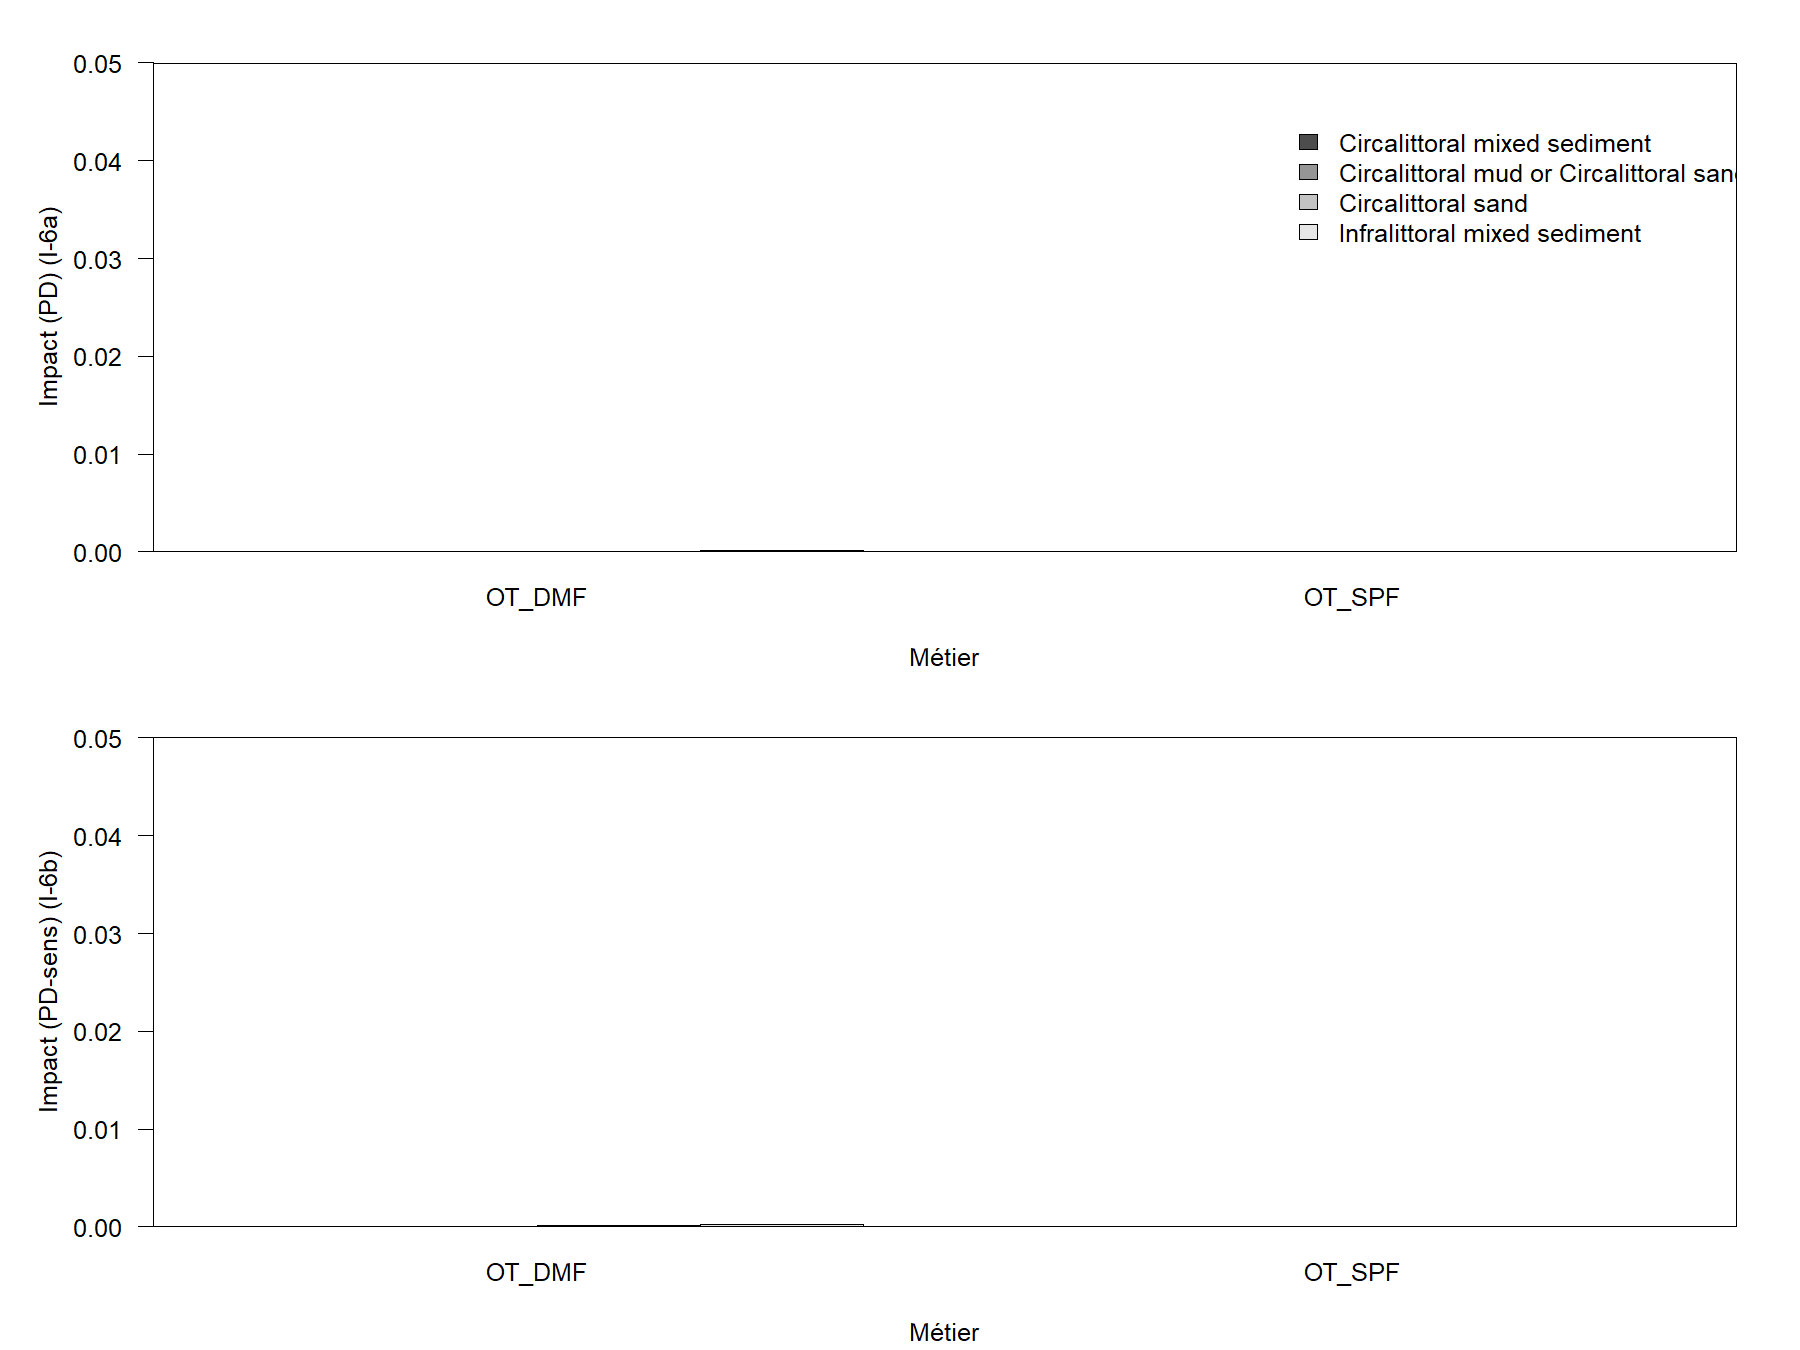 0.05
0.04
0.03
0.02
0.01
0.00
Impact (PD) (I-6a)
Circalittoral mixed sediment
Circalittoral mud or Circalittoral san
Circalittoral sand
Infralittoral mixed sediment
OT_DMF
OT_SPF
Métier
0.05
0.04
0.03
0.02
0.01
0.00
Impact (PD-sens) (I-6b)
OT_DMF
OT_SPF
Métier